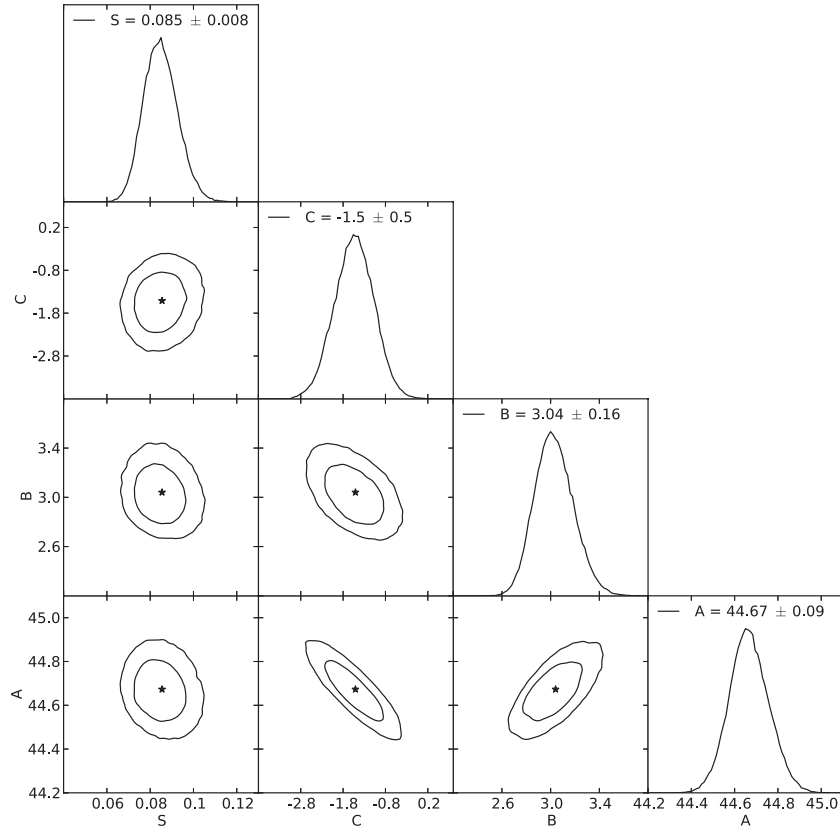 S = 0.085 ± 0.008
C = -1.5 ± 0.5
0.2
-0.8
-1.8
-2.8
C
B = 3.04 ± 0.16
3.4
3.0
2.6
B
A = 44.67 ± 0.09
45.0
44.8
44.6
44.4
44.2
A
0.06 0.08 0.1 0.12
S
-2.8 -1.8 -0.8 0.2
C
2.6 3.0 3.4
B
44.2 44.4 44.6 44.8 45.0
A